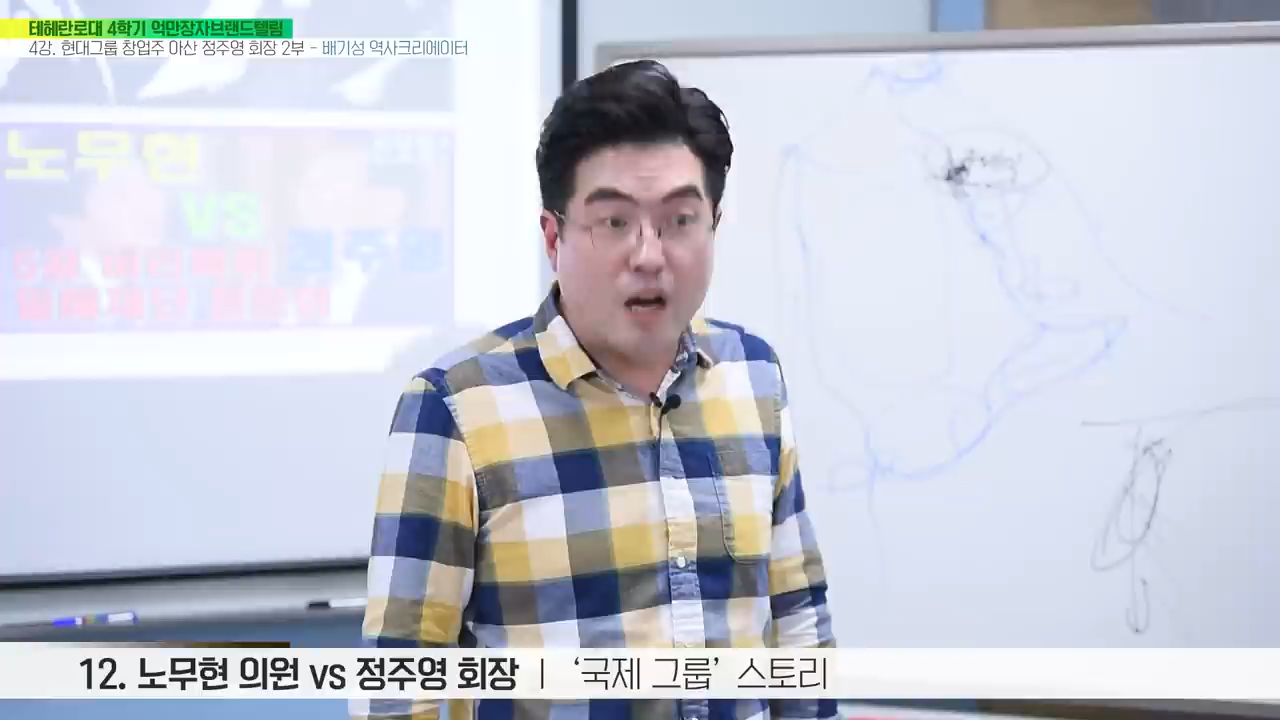 테헤란로대 4학기 억만장자브랜드텔링
4강. 현대그룹 창업주 아산 정주영 회장 2부 - 배기성 역사크리에이터
노무현
VS
12. 노무현 의원 vs 정주영 회장 | ‘국제 그룹’ 스토리